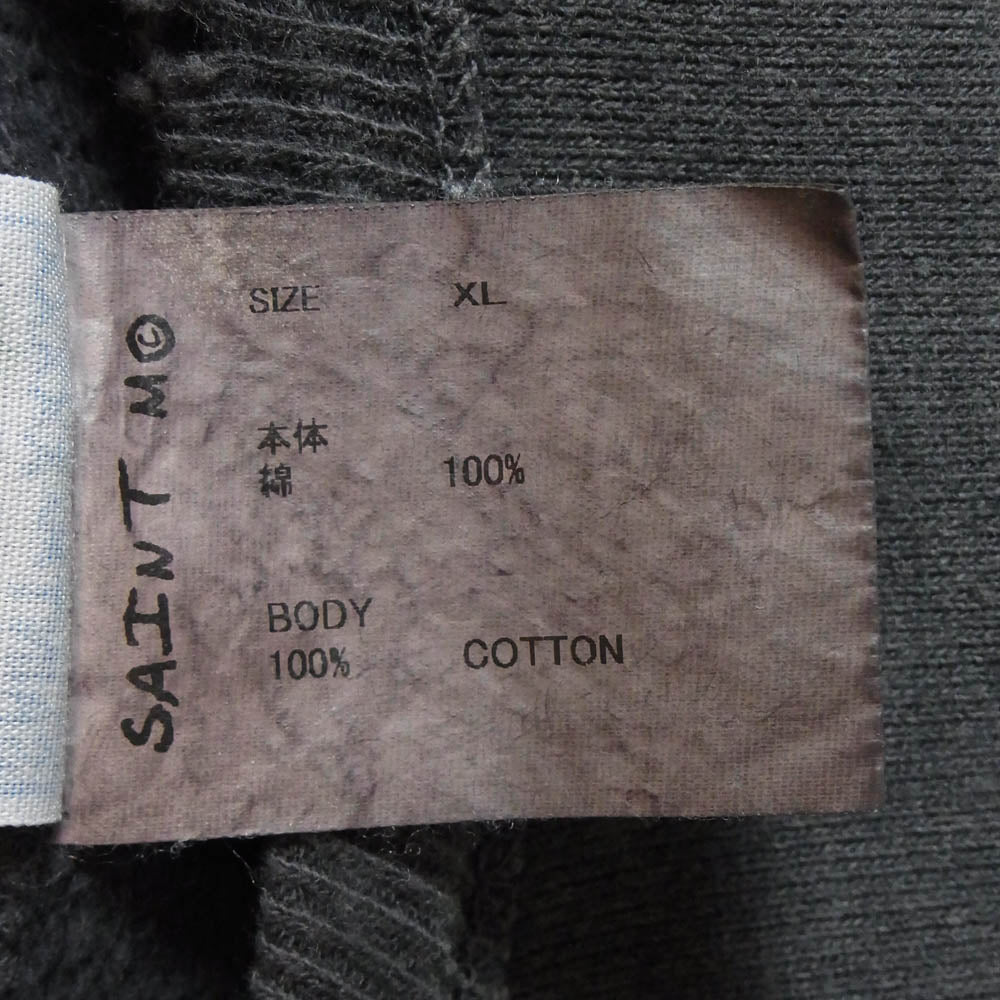 SAINT M©
SIZE XL
本体
綿 100%
BODY
100% COTTON